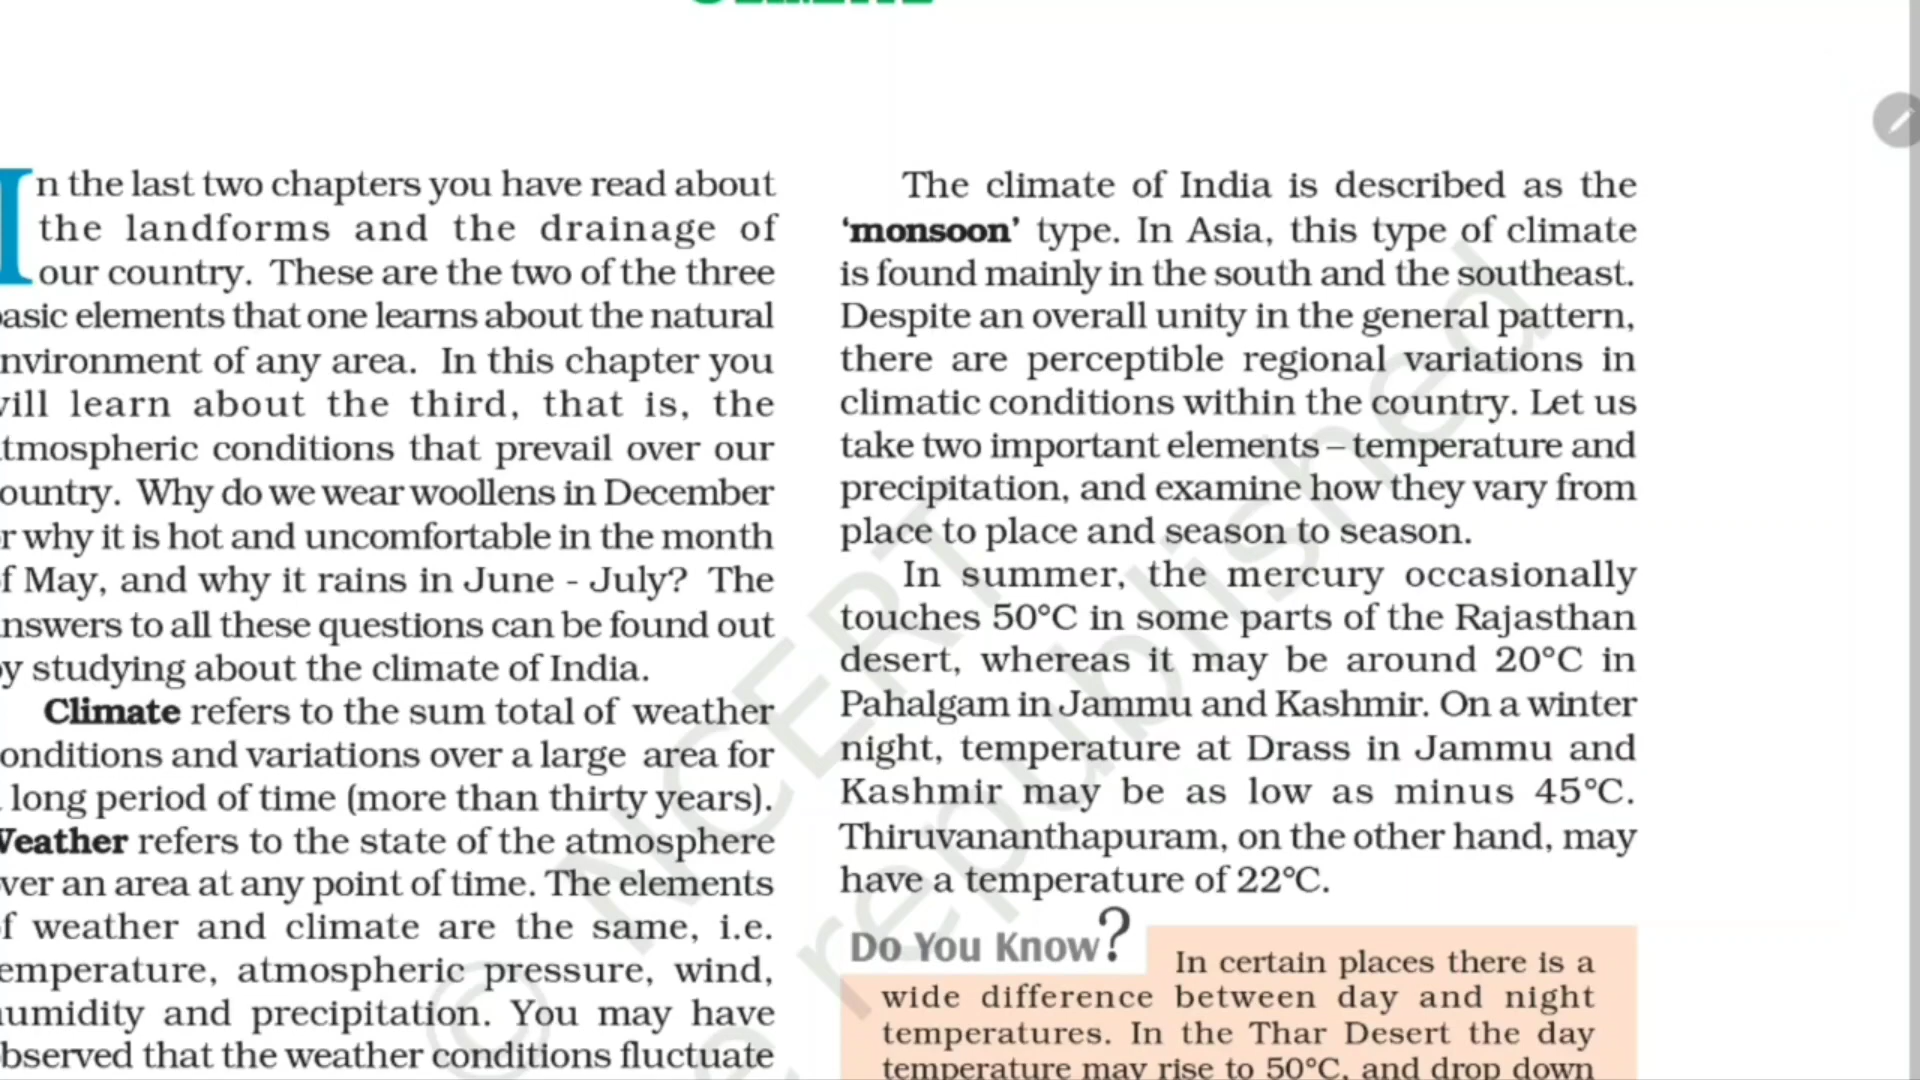 In the last two chapters you have read about
the landforms and the drainage of
our country. These are the two of the three
asic elements that one learns about the natural
nvironment of any area. In this chapter you
ill learn about the third, that is, the
tmospheric conditions that prevail over our
ountry. Why do we wear woollens in December
r why it is hot and uncomfortable in the month
f May, and why it rains in June - July? The
nswers to all these questions can be found out
y studying about the climate of India.
Climate refers to the sum total of weather
onditions and variations over a large area for
long period of time (more than thirty years).
Weather refers to the state of the atmosphere
ver an area at any point of time. The elements
f weather and climate are the same, i.e.
emperature, atmospheric pressure, wind,
umidity and precipitation. You may have
bserved that the weather conditions fluctuate
The climate of India is described as the
‘monsoon’ type. In Asia, this type of climate
is found mainly in the south and the southeast.
Despite an overall unity in the general pattern,
there are perceptible regional variations in
climatic conditions within the country. Let us
take two important elements – temperature and
precipitation, and examine how they vary from
place to place and season to season.
In summer, the mercury occasionally
touches 50°C in some parts of the Rajasthan
desert, whereas it may be around 20°C in
Pahalgam in Jammu and Kashmir. On a winter
night, temperature at Drass in Jammu and
Kashmir may be as low as minus 45°C.
Thiruvananthapuram, on the other hand, may
have a temperature of 22°C.
Do You Know?
In certain places there is a
wide difference between day and night
temperatures. In the Thar Desert the day
temperature may rise to 50°C, and drop down
© NCERT
republished